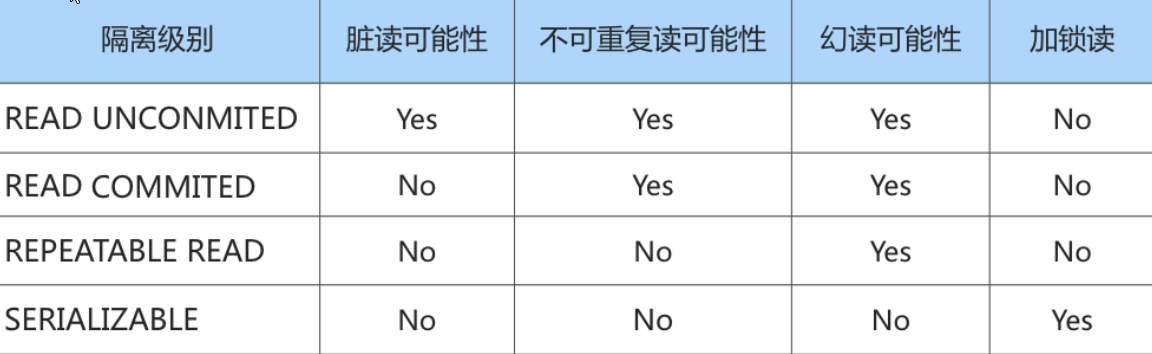 隔离级别 脏读可能性 不可重复读可能性 幻读可能性 加锁读
READ UNCONMITED Yes Yes Yes No
READ COMMITED No Yes Yes No
REPEATABLE READ No No Yes No
SERIALIZABLE No No No Yes